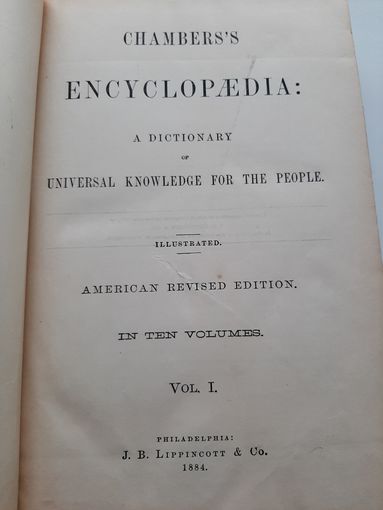 CHAMBERS'S
ENCYCLOPÆDIA:
A DICTIONARY
OF
UNIVERSAL KNOWLEDGE FOR THE PEOPLE.
ILLUSTRATED.
AMERICAN REVISED EDITION.
IN TEN VOLUMES.
VOL. I.
PHILADELPHIA:
J. B. LIPPINCOTT & CO.
1884.